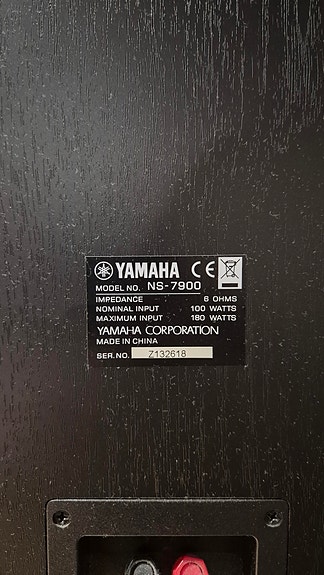 YAMAHA CE
MODEL NO. NS-7900
IMPEDANCE 6 OHMS
NOMINAL INPUT 100 WATTS
MAXIMUM INPUT 180 WATTS
YAMAHA CORPORATION
MADE IN CHINA
SER.NO. Z132618